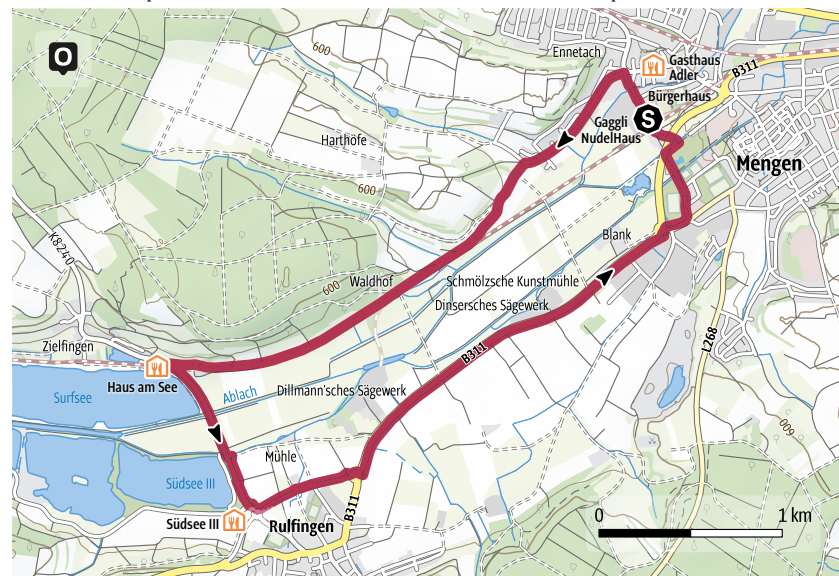 O
600
Ennetach
Gasthaus
Adler
B311
Bürgerhaus
S
Gaggli
NudelHaus
Harthöfe
Mengen
600
K8240
Blank
Waldhof
Schmölzsche Kunstmühle
600
Dinsersches Sägewerk
L268
Zielfingen
B311
Haus am See
Surfsee
Ablach
Dillmann'sches Sägewerk
600
Mühle
Südsee III
B311
0
1 km
Südsee III
Rulfingen